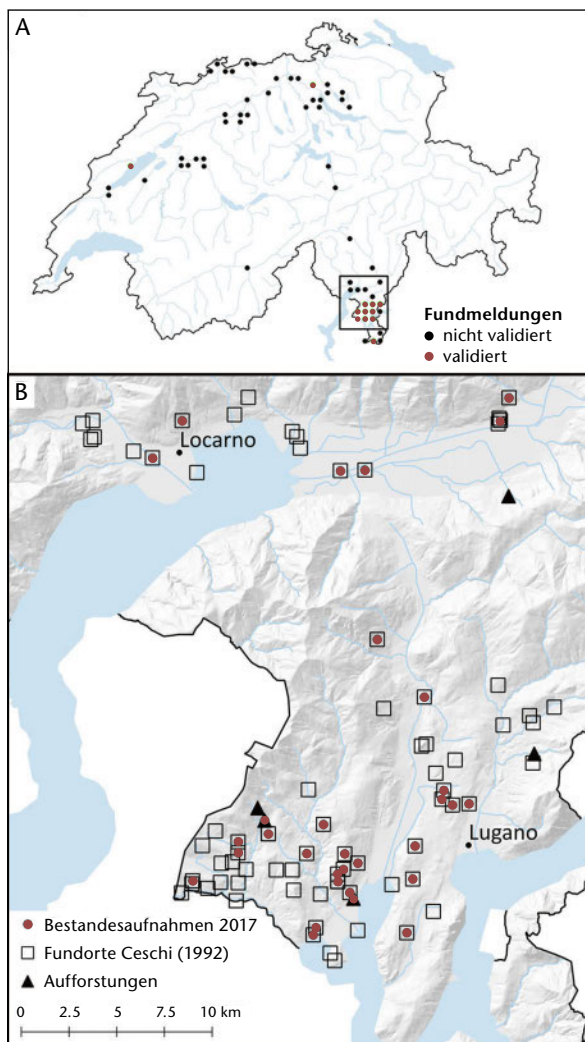 A
Fundmeldungen
nicht validiert
validiert
B
Locarno
Lugano
Bestandesaufnahmen 2017
Fundorte Ceschi (1992)
Aufforstungen
0 2.5 5 7.5 10 km